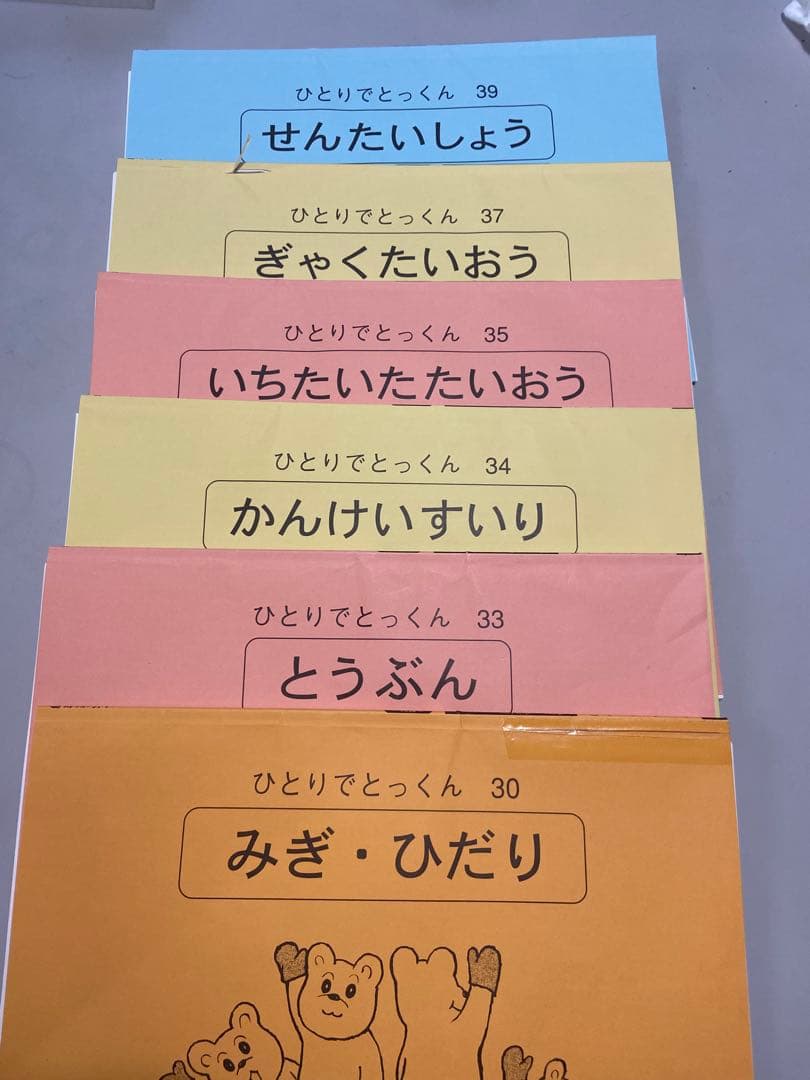 ひとりでとっくん 39
せんたいしょう
ひとりでとっくん 37
ぎゃくたいおう
ひとりでとっくん 35
いちたいたたいおう
ひとりでとっくん 34
かんけいすいり
ひとりでとっくん 33
とうぶん
ひとりでとっくん 30
みぎ・ひだり